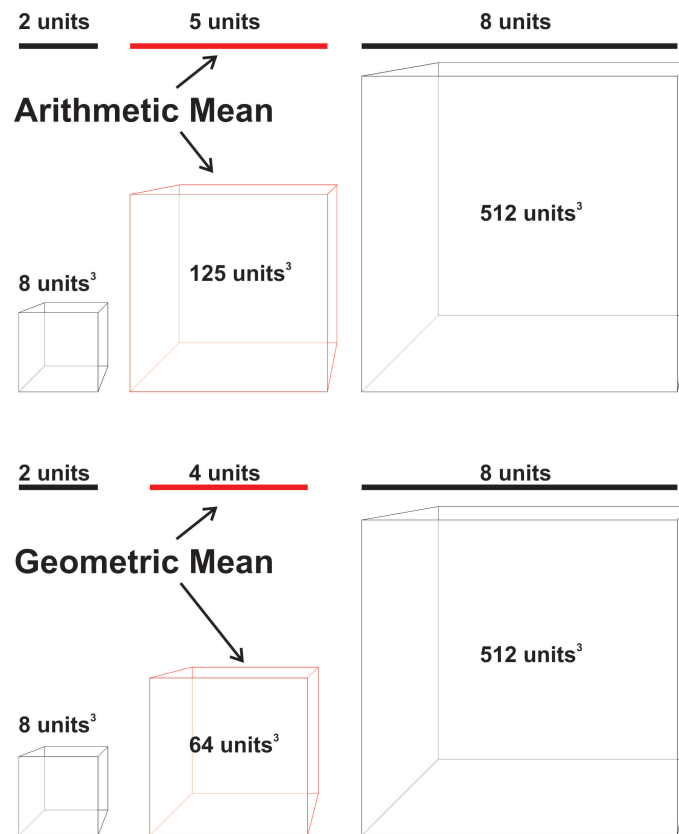 2 units 5 units 8 units
Arithmetic Mean
512 units³
125 units³
8 units³
2 units 4 units 8 units
Geometric Mean
512 units³
8 units³
64 units³